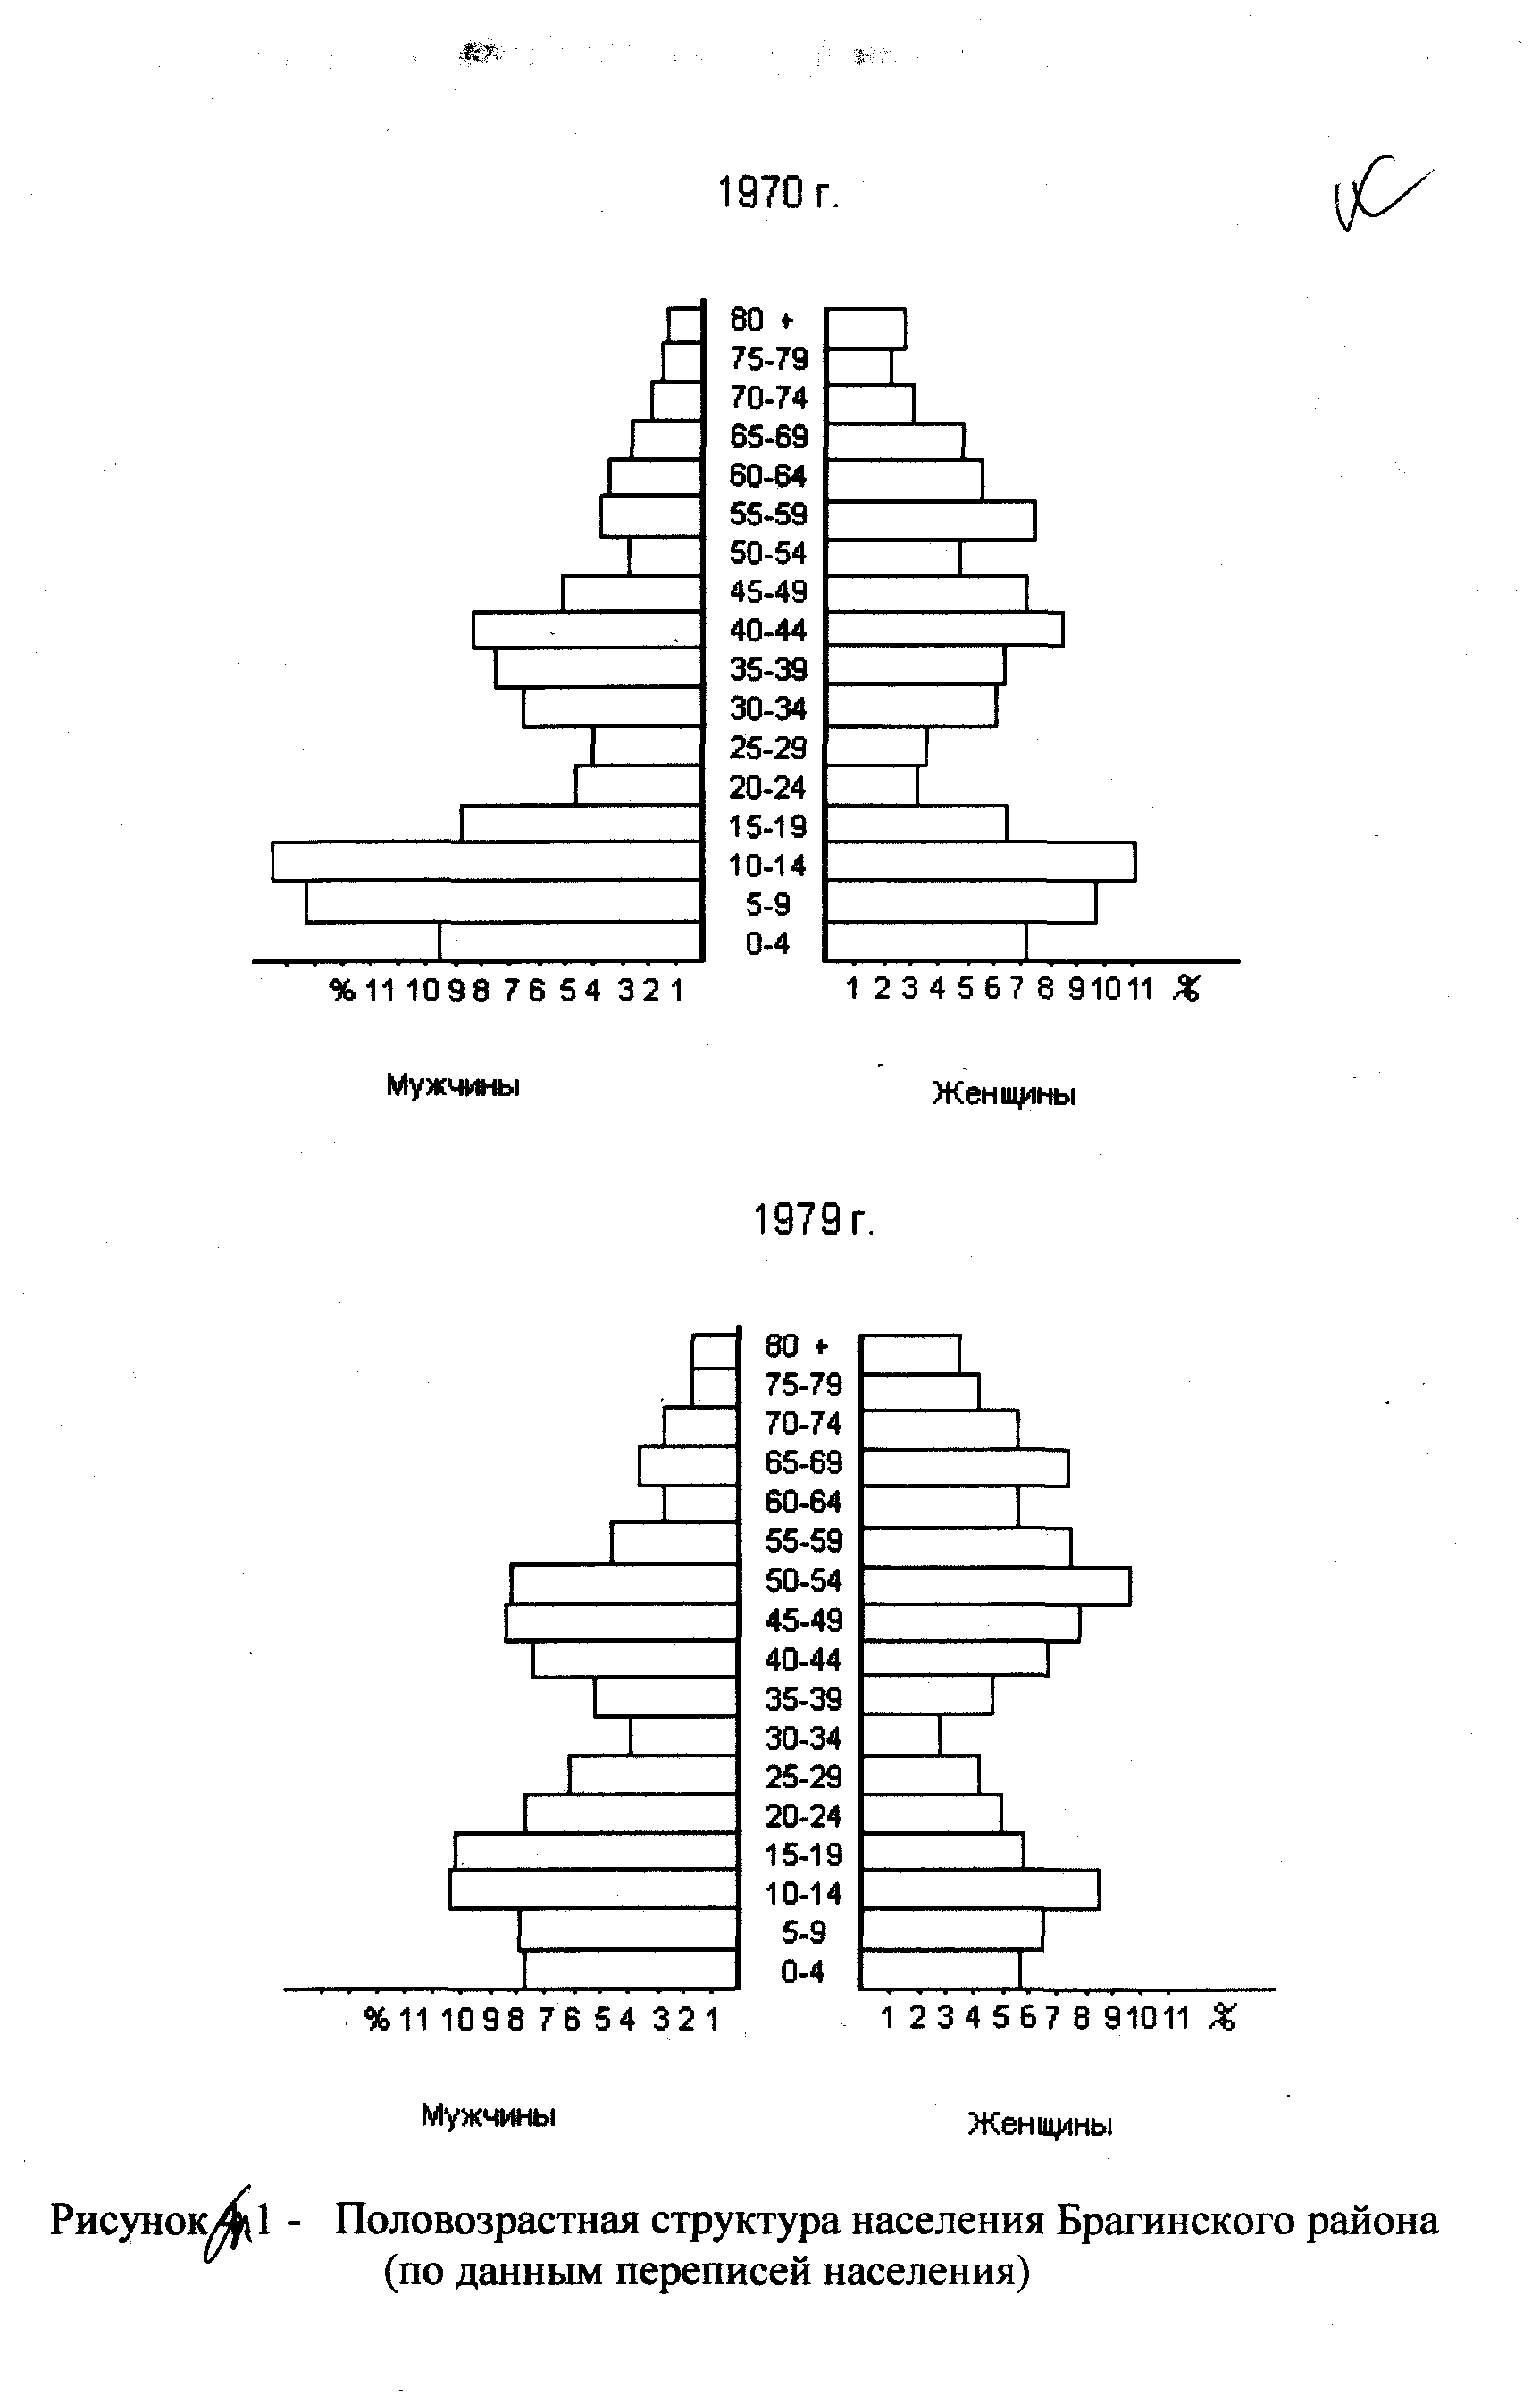 1970 г.
80 +
75-79
70-74
65-69
60-64
55-59
50-54
45-49
40-44
35-39
30-34
25-29
20-24
15-19
10-14
5-9
0-4
% 11 10 9 8 7 6 5 4 3 2 1
1 2 3 4 5 6 7 8 9 10 11 %
Мужчины
Женщины
1979 г.
80 +
75-79
70-74
65-69
60-64
55-59
50-54
45-49
40-44
35-39
30-34
25-29
20-24
15-19
10-14
5-9
0-4
% 11 10 9 8 7 6 5 4 3 2 1
1 2 3 4 5 6 7 8 9 10 11 %
Мужчины
Женщины
Рисунок 1 - Половозрастная структура населения Брагинского района
(по данным переписей населения)